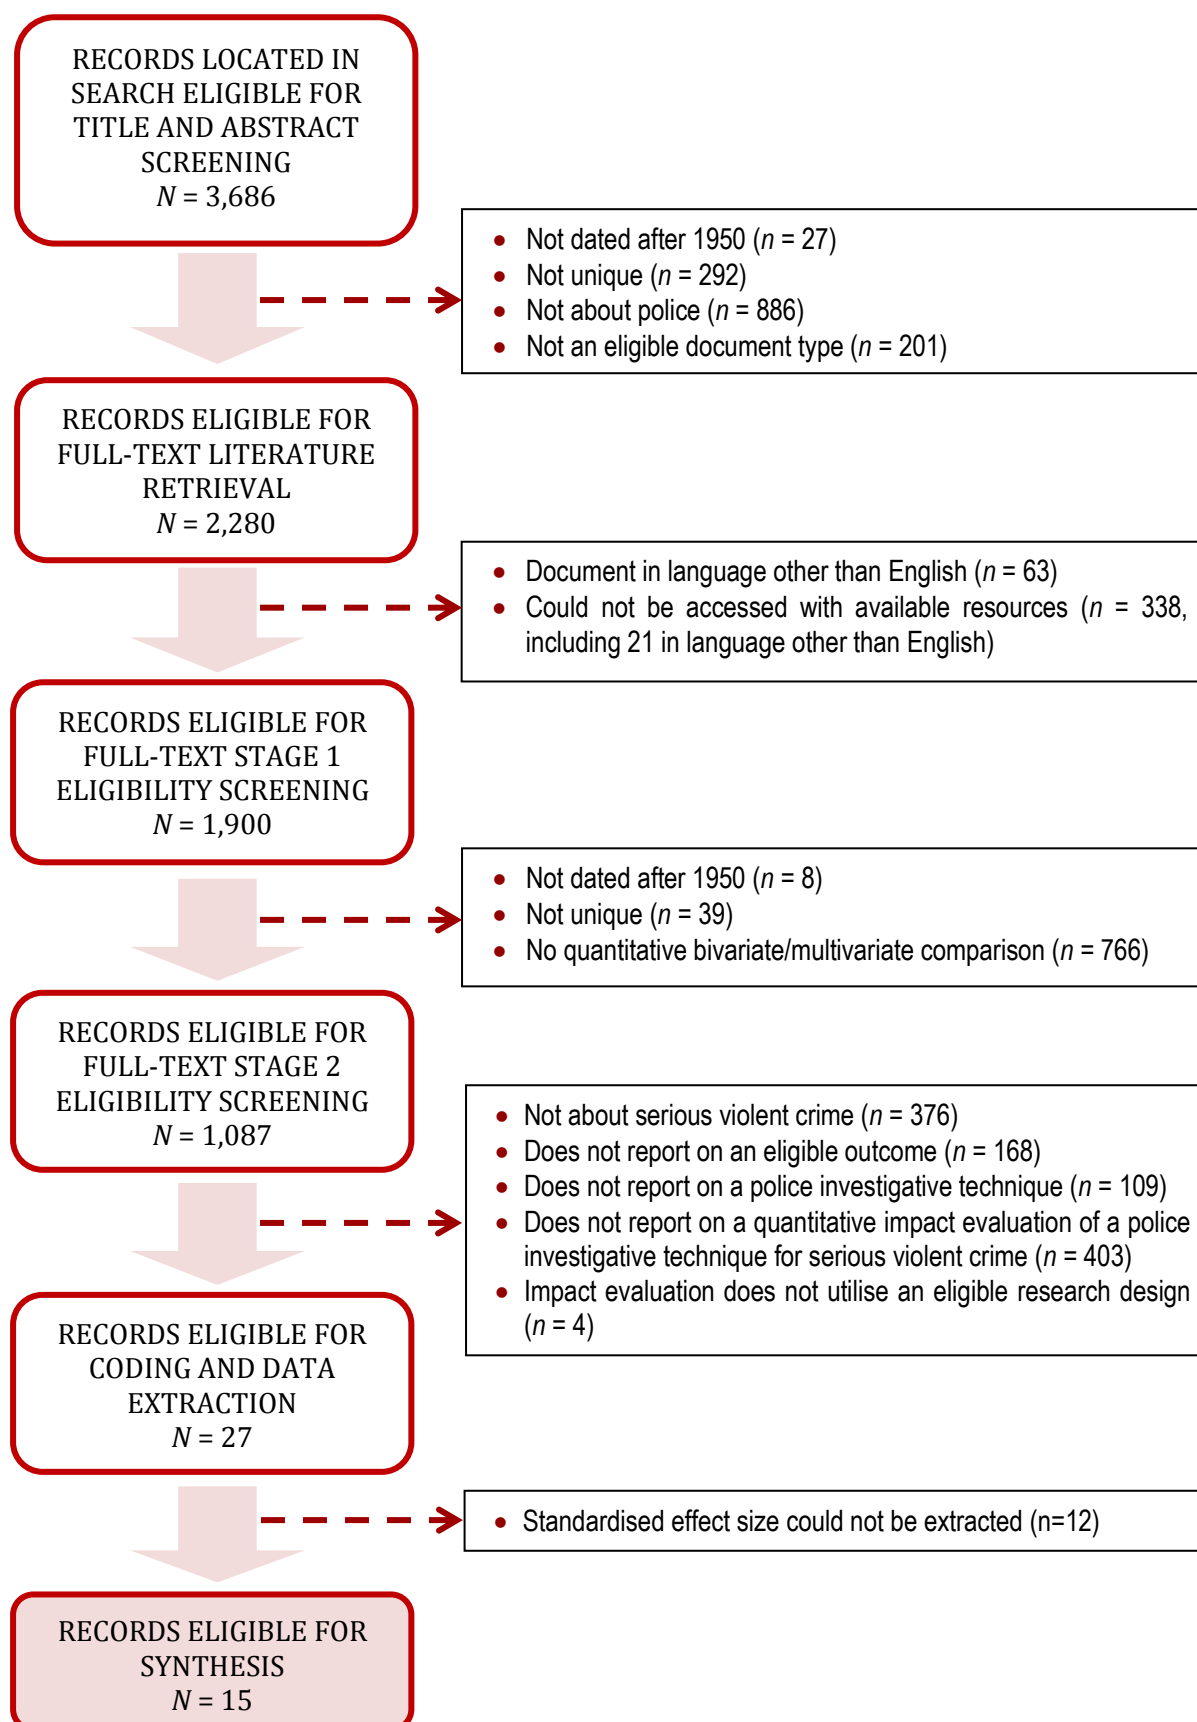 RECORDS LOCATED IN
SEARCH ELIGIBLE FOR
TITLE AND ABSTRACT
SCREENING
N = 3,686
• Not dated after 1950 (n = 27)
• Not unique (n = 292)
• Not about police (n = 886)
• Not an eligible document type (n = 201)
RECORDS ELIGIBLE FOR
FULL-TEXT LITERATURE
RETRIEVAL
N = 2,280
• Document in language other than English (n = 63)
• Could not be accessed with available resources (n = 338,
including 21 in language other than English)
RECORDS ELIGIBLE FOR
FULL-TEXT STAGE 1
ELIGIBILITY SCREENING
N = 1,900
• Not dated after 1950 (n = 8)
• Not unique (n = 39)
• No quantitative bivariate/multivariate comparison (n = 766)
RECORDS ELIGIBLE FOR
FULL-TEXT STAGE 2
ELIGIBILITY SCREENING
N = 1,087
• Not about serious violent crime (n = 376)
• Does not report on an eligible outcome (n = 168)
• Does not report on a police investigative technique (n = 109)
• Does not report on a quantitative impact evaluation of a police
investigative technique for serious violent crime (n = 403)
• Impact evaluation does not utilise an eligible research design
(n = 4)
RECORDS ELIGIBLE FOR
CODING AND DATA
EXTRACTION
N = 27
• Standardised effect size could not be extracted (n=12)
RECORDS ELIGIBLE FOR
SYNTHESIS
N = 15